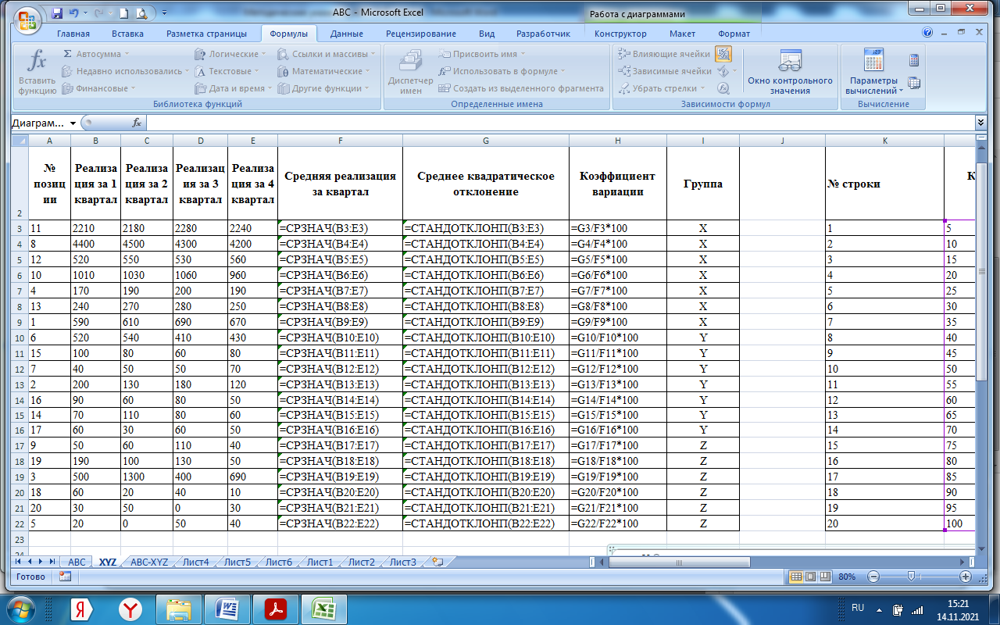 ABC - Microsoft Excel
Работа с диаграммами
Главная Вставка Разметка страницы Формулы Данные Рецензирование Вид Разработчик Конструктор Макет Формат
fx Вставить функцию
Σ Автосумма
Недавно использовались
Финансовые
Логические
Текстовые
Дата и время
Ссылки и массивы
Математические
Другие функции
Библиотека функций
Диспетчер имен
Присвоить имя
Использовать в формуле
Создать из выделенного фрагмента
Определенные имена
Влияющие ячейки
Зависимые ячейки
Убрать стрелки
Окно контрольного значения
Зависимости формул
Параметры вычислений
Вычисление
Диаграм... fx
A B C D E F G H I J K
2 № позиции Реализация за 1 квартал Реализация за 2 квартал Реализация за 3 квартал Реализация за 4 квартал Средняя реализация за квартал Среднее квадратическое отклонение Коэффициент вариации Группа № строки К
3 11 2210 2180 2280 2240 =СРЗНАЧ(B3:E3) =СТАНДОТКЛОНП(B3:E3) =G3/F3*100 X 1 5
4 8 4400 4500 4300 4200 =СРЗНАЧ(B4:E4) =СТАНДОТКЛОНП(B4:E4) =G4/F4*100 X 2 10
5 12 520 550 530 560 =СРЗНАЧ(B5:E5) =СТАНДОТКЛОНП(B5:E5) =G5/F5*100 X 3 15
6 10 1010 1030 1060 960 =СРЗНАЧ(B6:E6) =СТАНДОТКЛОНП(B6:E6) =G6/F6*100 X 4 20
7 4 170 190 200 190 =СРЗНАЧ(B7:E7) =СТАНДОТКЛОНП(B7:E7) =G7/F7*100 X 5 25
8 13 240 270 280 250 =СРЗНАЧ(B8:E8) =СТАНДОТКЛОНП(B8:E8) =G8/F8*100 X 6 30
9 1 590 610 690 670 =СРЗНАЧ(B9:E9) =СТАНДОТКЛОНП(B9:E9) =G9/F9*100 X 7 35
10 6 520 540 410 430 =СРЗНАЧ(B10:E10) =СТАНДОТКЛОНП(B10:E10) =G10/F10*100 Y 8 40
11 15 100 80 60 80 =СРЗНАЧ(B11:E11) =СТАНДОТКЛОНП(B11:E11) =G11/F11*100 Y 9 45
12 7 40 50 50 70 =СРЗНАЧ(B12:E12) =СТАНДОТКЛОНП(B12:E12) =G12/F12*100 Y 10 50
13 2 200 130 180 120 =СРЗНАЧ(B13:E13) =СТАНДОТКЛОНП(B13:E13) =G13/F13*100 Y 11 55
14 16 90 60 80 50 =СРЗНАЧ(B14:E14) =СТАНДОТКЛОНП(B14:E14) =G14/F14*100 Y 12 60
15 14 70 110 80 60 =СРЗНАЧ(B15:E15) =СТАНДОТКЛОНП(B15:E15) =G15/F15*100 Y 13 65
16 17 60 30 60 50 =СРЗНАЧ(B16:E16) =СТАНДОТКЛОНП(B16:E16) =G16/F16*100 Y 14 70
17 9 50 60 110 40 =СРЗНАЧ(B17:E17) =СТАНДОТКЛОНП(B17:E17) =G17/F17*100 Z 15 75
18 19 190 100 130 50 =СРЗНАЧ(B18:E18) =СТАНДОТКЛОНП(B18:E18) =G18/F18*100 Z 16 80
19 3 500 1300 400 690 =СРЗНАЧ(B19:E19) =СТАНДОТКЛОНП(B19:E19) =G19/F19*100 Z 17 85
20 18 60 20 40 10 =СРЗНАЧ(B20:E20) =СТАНДОТКЛОНП(B20:E20) =G20/F20*100 Z 18 90
21 20 30 50 0 30 =СРЗНАЧ(B21:E21) =СТАНДОТКЛОНП(B21:E21) =G21/F21*100 Z 19 95
22 5 20 0 50 40 =СРЗНАЧ(B22:E22) =СТАНДОТКЛОНП(B22:E22) =G22/F22*100 Z 20 100
23
ABC XYZ ABC-XYZ Лист4 Лист5 Лист6 Лист1 Лист2 Лист3
Готово 80%
RU 15:21
14.11.2021